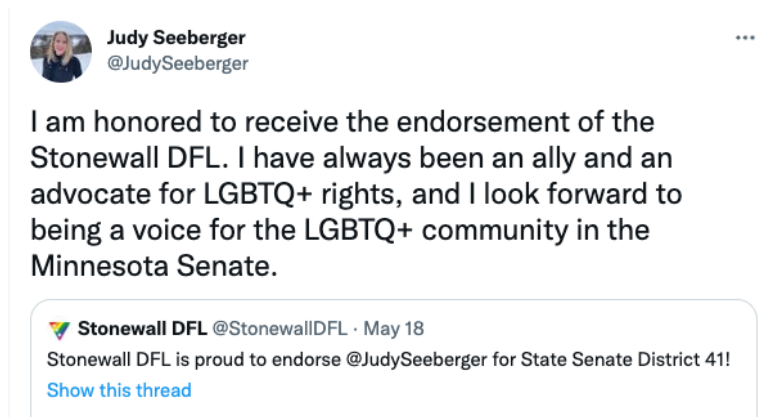 Judy Seeberger
@JudySeeberger
I am honored to receive the endorsement of the
Stonewall DFL. I have always been an ally and an
advocate for LGBTQ+ rights, and I look forward to
being a voice for the LGBTQ+ community in the
Minnesota Senate.
Stonewall DFL @StonewallDFL · May 18
Stonewall DFL is proud to endorse @JudySeeberger for State Senate District 41!
Show this thread